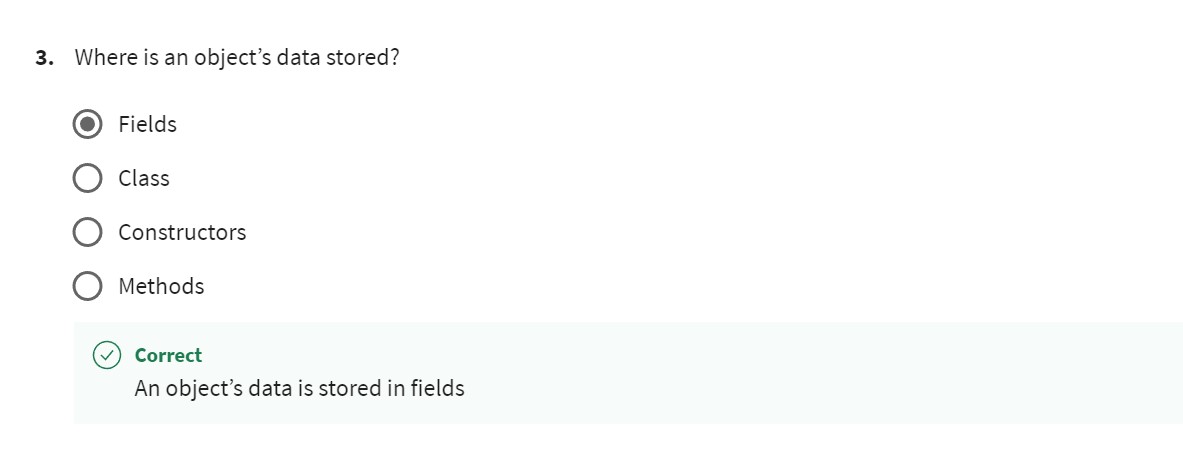 3. Where is an object’s data stored?
Fields
Class
Constructors
Methods
Correct
An object’s data is stored in fields